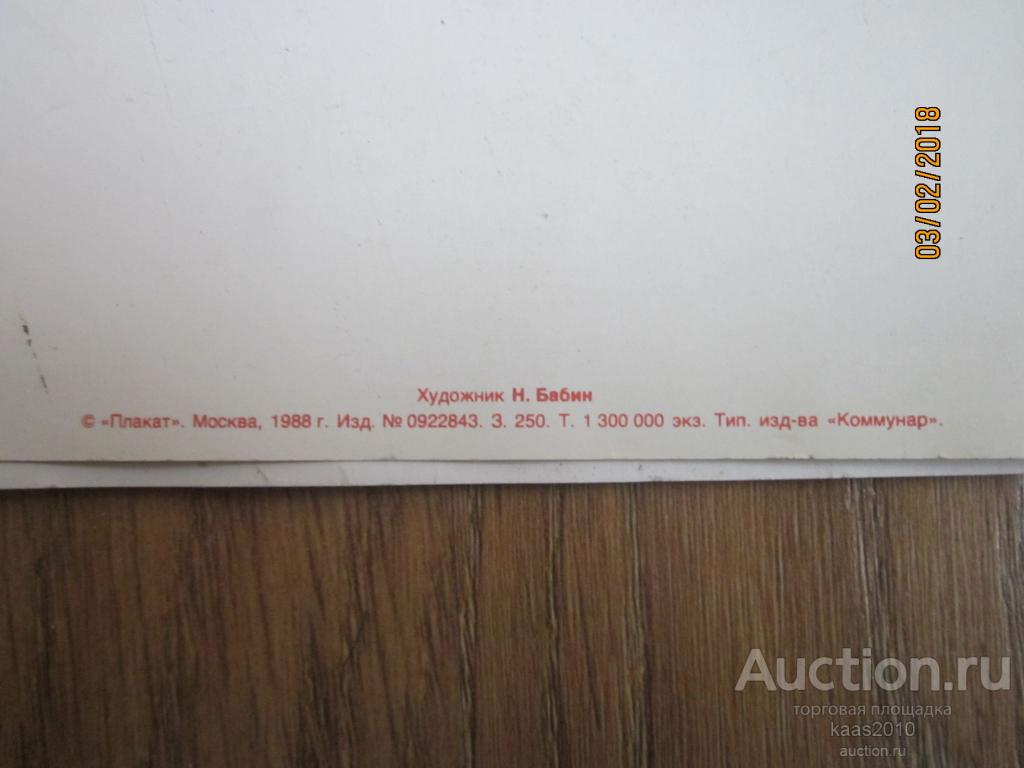 03/02/2018
Художник Н. Бабин
© «Плакат». Москва, 1988 г. Изд. № 0922843. З. 250. Т. 1 300 000 экз. Тип. изд-ва «Коммунар».
Auction.ru
торговая площадка
kaas2010
auction.ru